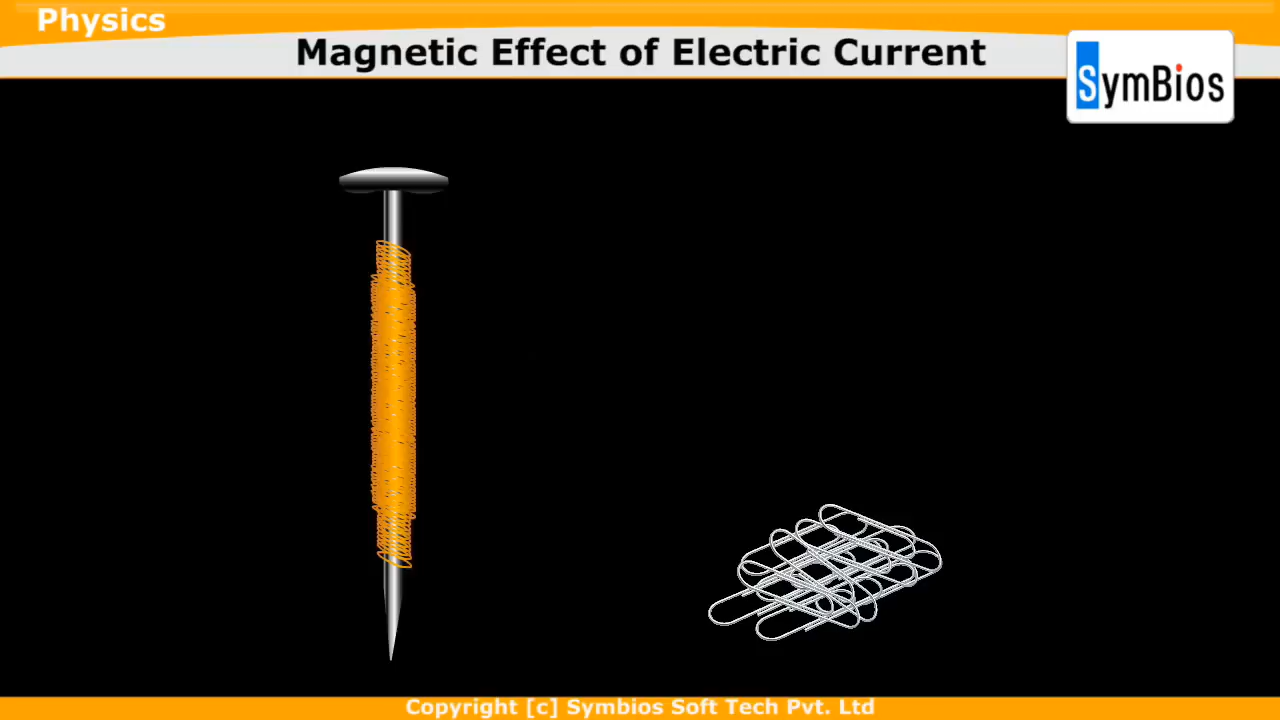 Physics
Magnetic Effect of Electric Current
SymBios
Copyright [c] Symbios Soft Tech Pvt. Ltd